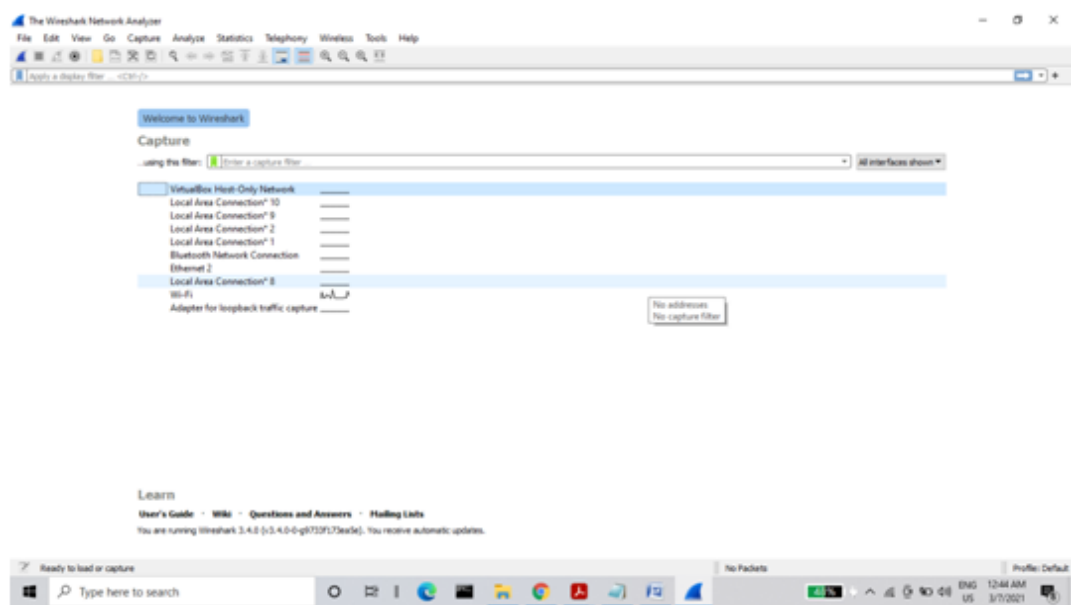 The Wireshark Network Analyzer
File Edit View Go Capture Analyze Statistics Telephony Wireless Tools Help
Apply a display filter ... <Ctrl-/>
Welcome to Wireshark
Capture
...using this filter: Enter a capture filter ... All interfaces shown
VirtualBox Host-Only Network
Local Area Connection* 10
Local Area Connection* 9
Local Area Connection* 2
Local Area Connection* 1
Bluetooth Network Connection
Ethernet 2
Local Area Connection* 8
Wi-Fi
Adapter for loopback traffic capture
No addresses
No capture filter
Learn
User's Guide · Wiki · Questions and Answers · Mailing Lists
You are running Wireshark 3.4.0 (v3.4.0-0-g9733f173ea5e). You receive automatic updates.
Ready to load or capture No Packets Profile: Default
Type here to search ENG 12:44 AM
US 3/7/2021